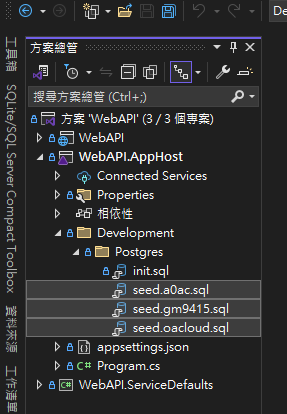 De
方案總管
搜尋方案總管 (Ctrl+;)
方案 'WebAPI' (3 / 3 個專案)
WebAPI
WebAPI.AppHost
Connected Services
Properties
相依性
Development
Postgres
init.sql
seed.a0ac.sql
seed.gm9415.sql
seed.oacloud.sql
appsettings.json
Program.cs
C# WebAPI.ServiceDefaults
工具箱
SQLite/SQL Server Compact Toolbox
資料來源
工作清單